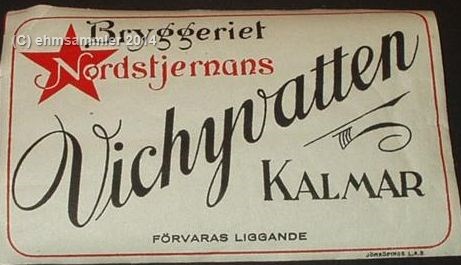 (C) ehmsammler 2014
Bryggeriet
Nordstjernans
Vichyvatten
KALMAR
FÖRVARAS LIGGANDE
JÖNKÖPINGS L.A.B.